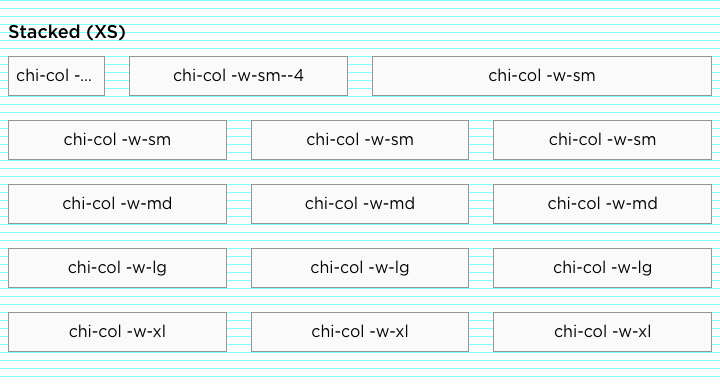 Stacked (XS)
chi-col -... chi-col -w-sm--4 chi-col -w-sm
chi-col -w-sm chi-col -w-sm chi-col -w-sm
chi-col -w-md chi-col -w-md chi-col -w-md
chi-col -w-lg chi-col -w-lg chi-col -w-lg
chi-col -w-xl chi-col -w-xl chi-col -w-xl